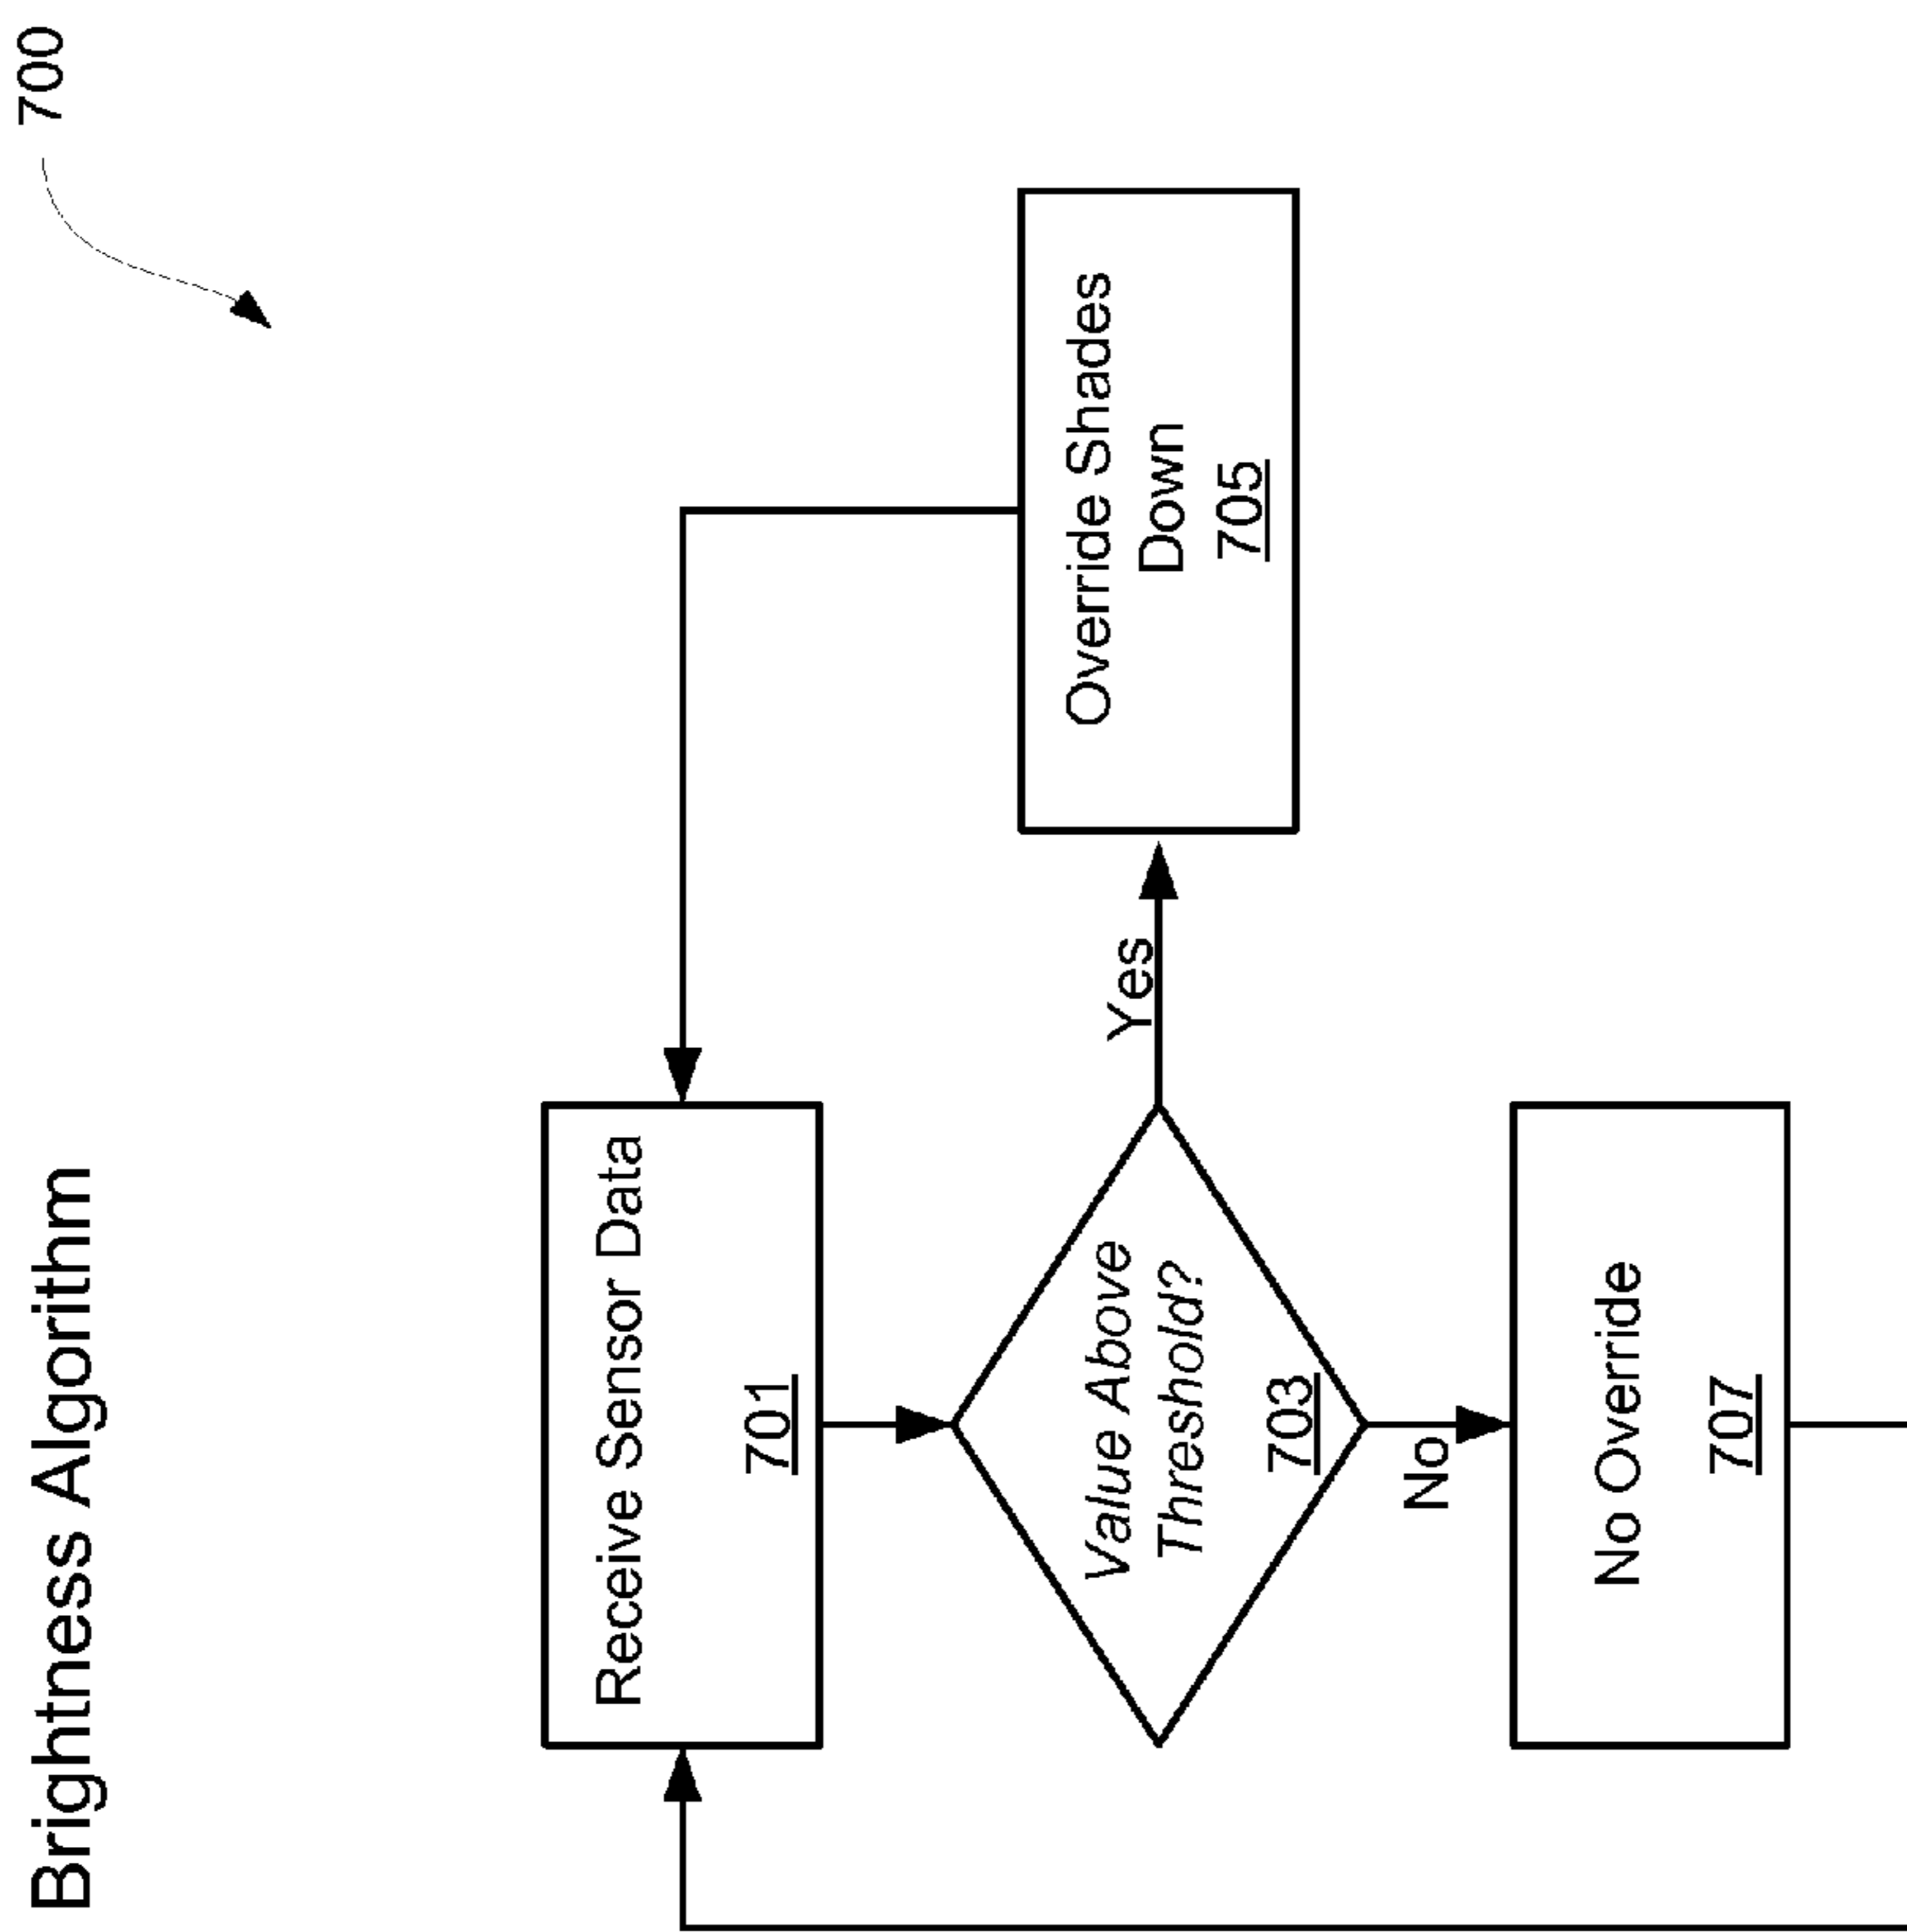 Brightness Algorithm
700
Receive Sensor Data
701
Value Above
Threshold?
703
Yes
Override Shades
Down
705
No
No Override
707